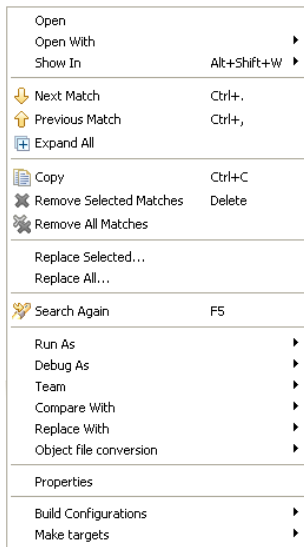 Open
Open With
Show In Alt+Shift+W
Next Match Ctrl+.
Previous Match Ctrl+,
Expand All
Copy Ctrl+C
Remove Selected Matches Delete
Remove All Matches
Replace Selected...
Replace All...
Search Again F5
Run As
Debug As
Team
Compare With
Replace With
Object file conversion
Properties
Build Configurations
Make targets